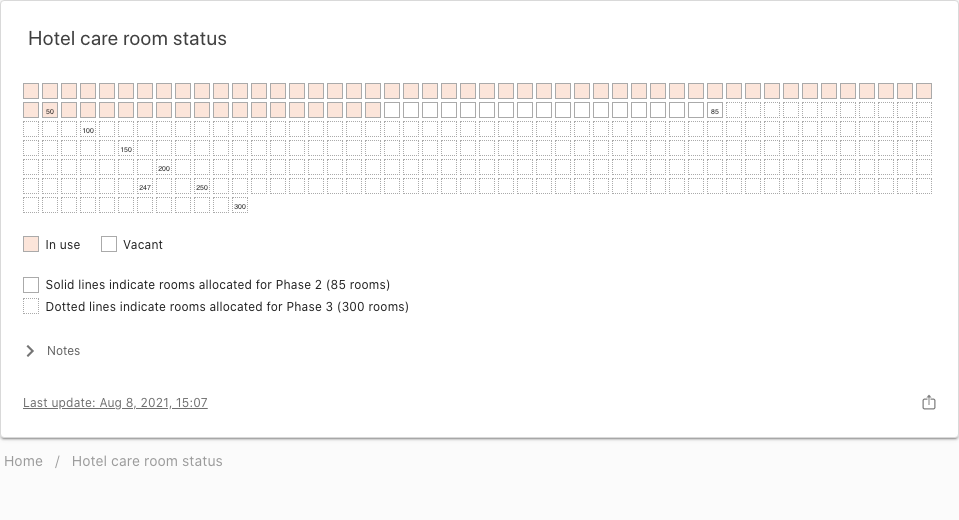 Hotel care room status
50
85
100
150
200
247 250
300
In use Vacant
Solid lines indicate rooms allocated for Phase 2 (85 rooms)
Dotted lines indicate rooms allocated for Phase 3 (300 rooms)
Notes
Last update: Aug 8, 2021, 15:07
Home / Hotel care room status